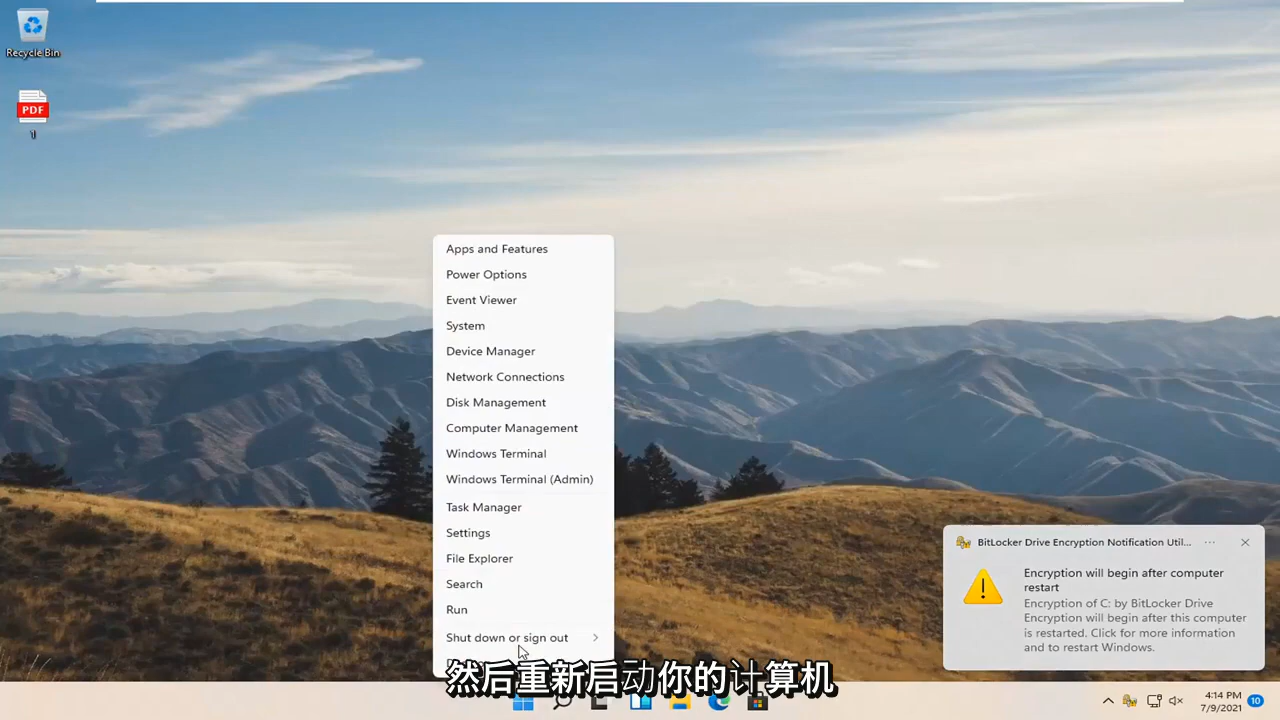 Recycle Bin
PDF
1
Apps and Features
Power Options
Event Viewer
System
Device Manager
Network Connections
Disk Management
Computer Management
Windows Terminal
Windows Terminal (Admin)
Task Manager
Settings
File Explorer
Search
Run
Shut down or sign out
BitLocker Drive Encryption Notification Util...
Encryption will begin after computer
restart
Encryption of C: by BitLocker Drive
Encryption will begin after this computer
is restarted. Click for more information
and to restart Windows.
然后重新启动你的计算机
4:14 PM
7/9/2021
10